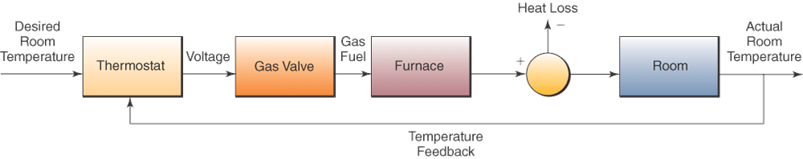 Desired
Room
Temperature
Thermostat
Voltage
Gas Valve
Gas
Fuel
Furnace
Heat Loss
−
+
Room
Actual
Room
Temperature
Temperature
Feedback